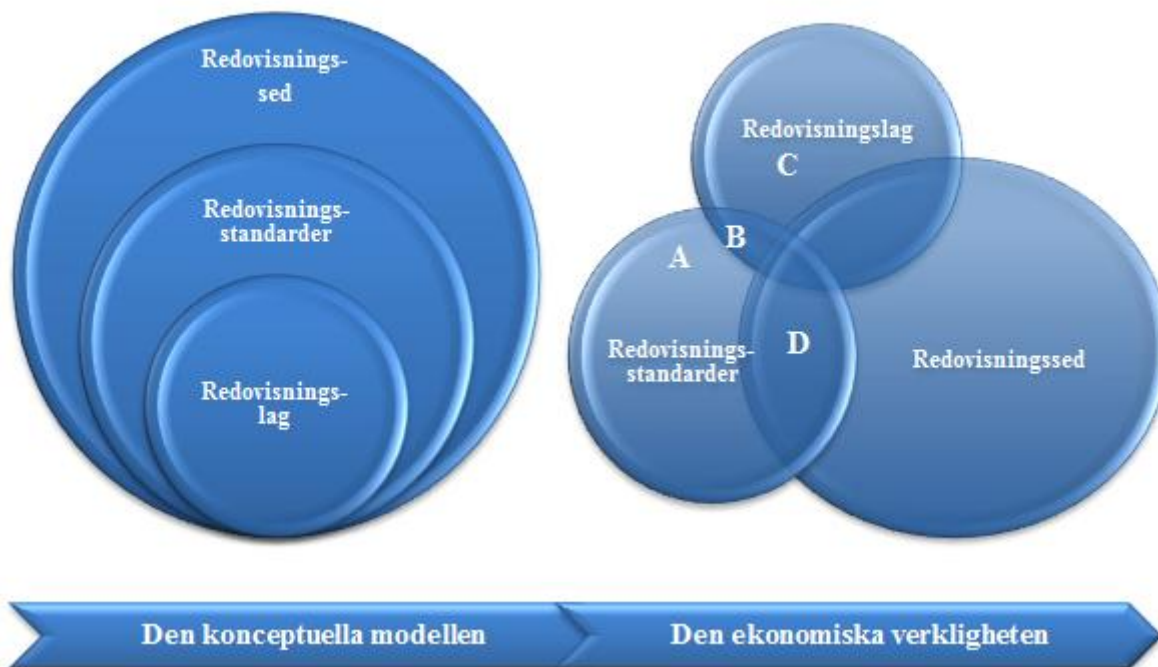 Redovisnings-
sed
Redovisnings-
standarder
Redovisnings-
lag
Redovisningslag
C
B
A
Redovisnings-
standarder
D
Redovisningssed
Den konceptuella modellen
Den ekonomiska verkligheten